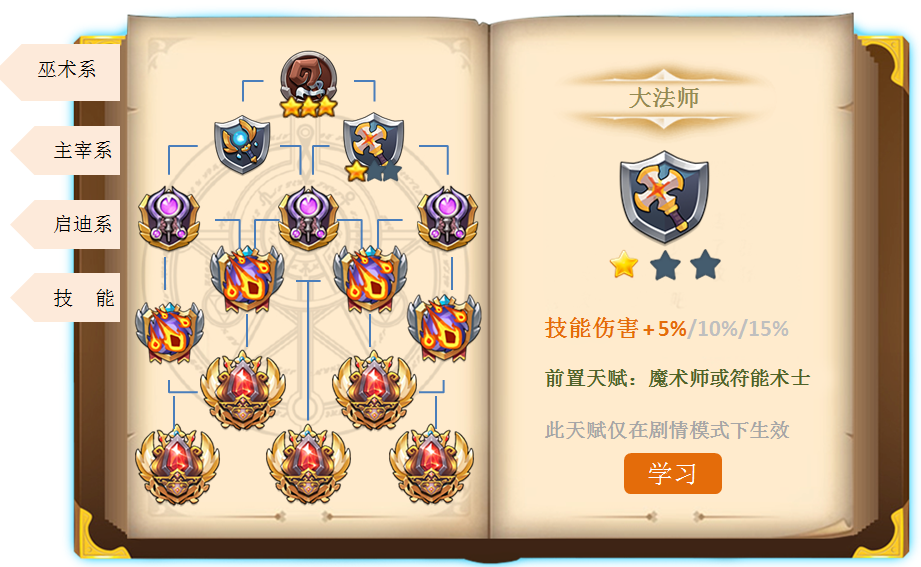 巫术系
主宰系
启迪系
技 能
大法师
技能伤害+5%/10%/15%
前置天赋：魔术师或符能术士
此天赋仅在剧情模式下生效
学习